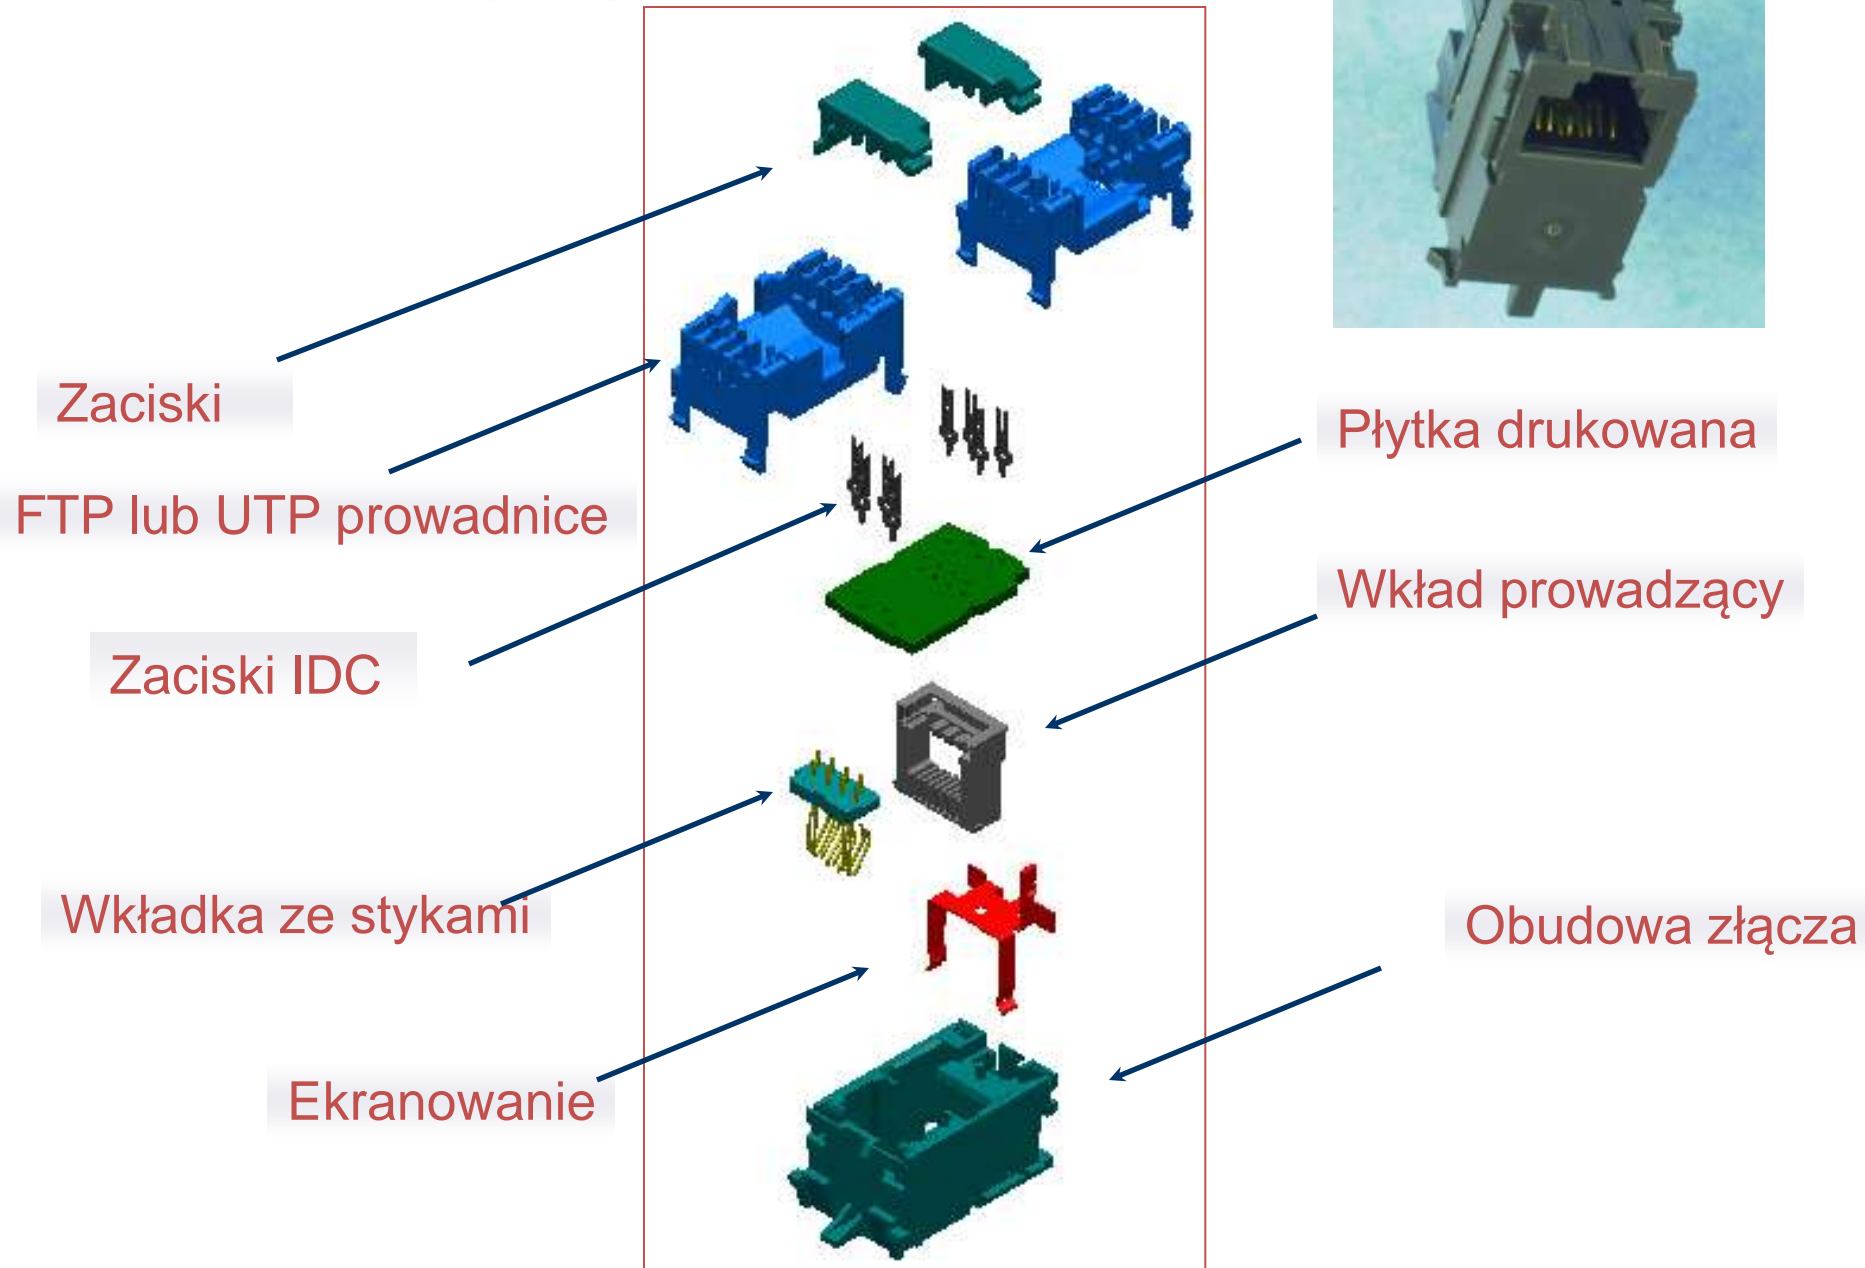 Zaciski
FTP lub UTP prowadnice
Zaciski IDC
Wkładka ze stykami
Ekranowanie
Płytka drukowana
Wkład prowadzący
Obudowa złącza